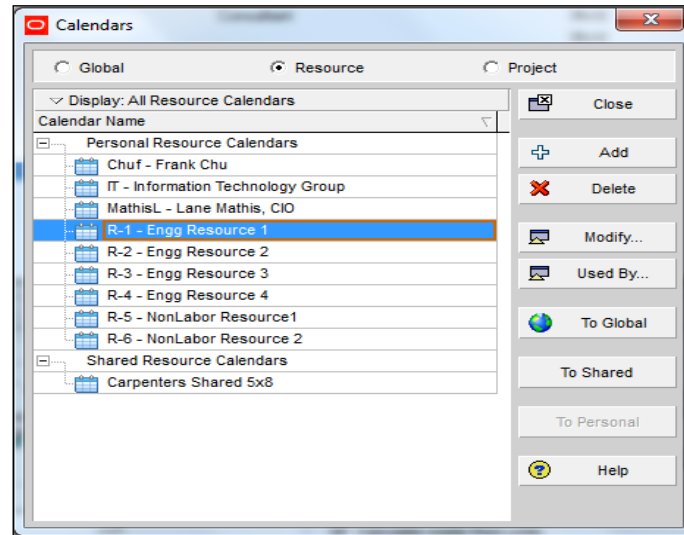 Calendars
Global Resource Project
Display: All Resource Calendars
Calendar Name
Personal Resource Calendars
Chuf - Frank Chu
IT - Information Technology Group
MathisL - Lane Mathis, CIO
R-1 - Engg Resource 1
R-2 - Engg Resource 2
R-3 - Engg Resource 3
R-4 - Engg Resource 4
R-5 - NonLabor Resource1
R-6 - NonLabor Resource 2
Shared Resource Calendars
Carpenters Shared 5x8
Close
Add
Delete
Modify...
Used By...
To Global
To Shared
To Personal
Help